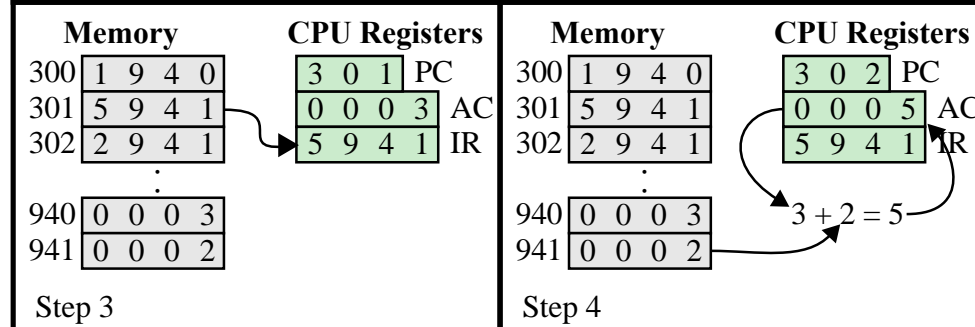 Memory CPU Registers
300 1 9 4 0 3 0 1 PC
301 5 9 4 1 0 0 0 3 AC
302 2 9 4 1 5 9 4 1 IR
940 0 0 0 3
941 0 0 0 2
Step 3
Memory CPU Registers
300 1 9 4 0 3 0 2 PC
301 5 9 4 1 0 0 0 5 AC
302 2 9 4 1 5 9 4 1 IR
940 0 0 0 3 3 + 2 = 5
941 0 0 0 2
Step 4